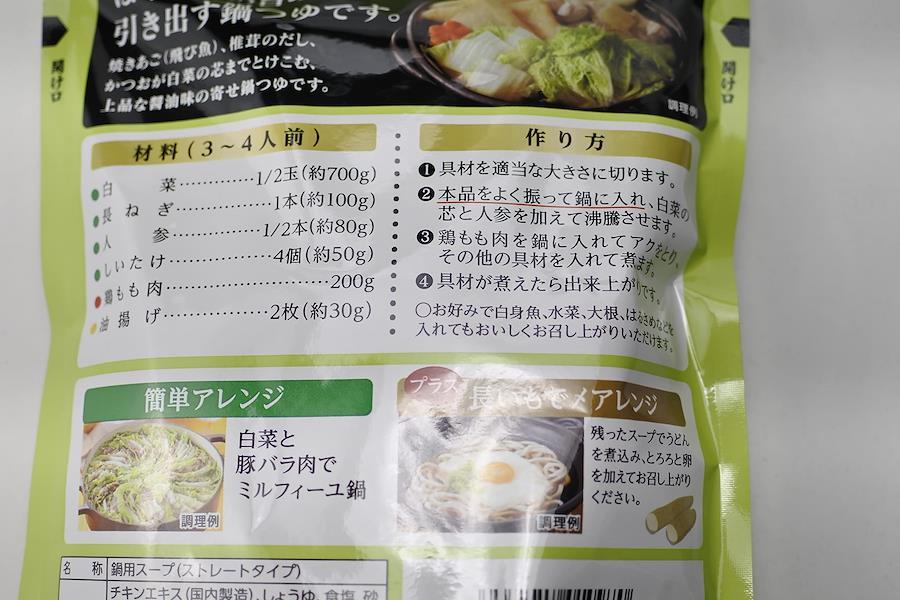 引き出す鍋つゆです。
焼きあご(飛び魚)、椎茸のだし、
かつおが白菜の芯までとけこむ、
上品な醤油味の寄せ鍋つゆです。
調理例
開け口
開け口
材料(3~4人前)
白菜…………1/2玉(約700g)
長ねぎ……………1本(約100g)
人参……………1/2本(約80g)
しいたけ……………4個(約50g)
鶏もも肉………………………200g
油揚げ………………2枚(約30g)
作り方
❶具材を適当な大きさに切ります。
❷本品をよく振って鍋に入れ、白菜の
芯と人参を加えて沸騰させます。
❸鶏もも肉を鍋に入れてアクをとり、
その他の具材を入れて煮ます。
❹具材が煮えたら出来上がりです。
○お好みで白身魚、水菜、大根、はるさめなどを
入れてもおいしくお召し上がりいただけます。
簡単アレンジ
白菜と
豚バラ肉で
ミルフィーユ鍋
調理例
プラス
長いもで〆アレンジ
残ったスープでうどん
を煮込み、とろろと卵
を加えてお召し上がり
ください。
調理例
名称 鍋用スープ(ストレートタイプ)
チキンエキス(国内製造)、しょうゆ、食塩、砂